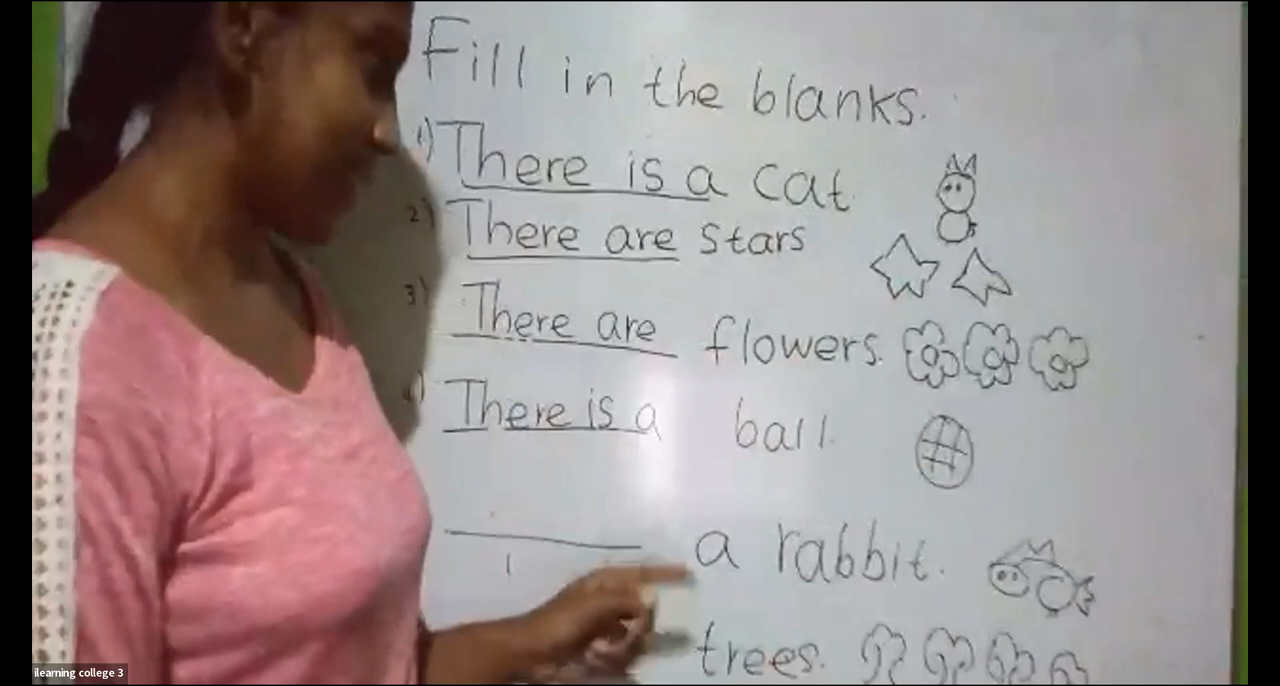 Fill in the blanks.
1) There is a cat.
2) There are stars
3) There are flowers.
4) There is a ball.
a rabbit.
trees.
ilearning college 3